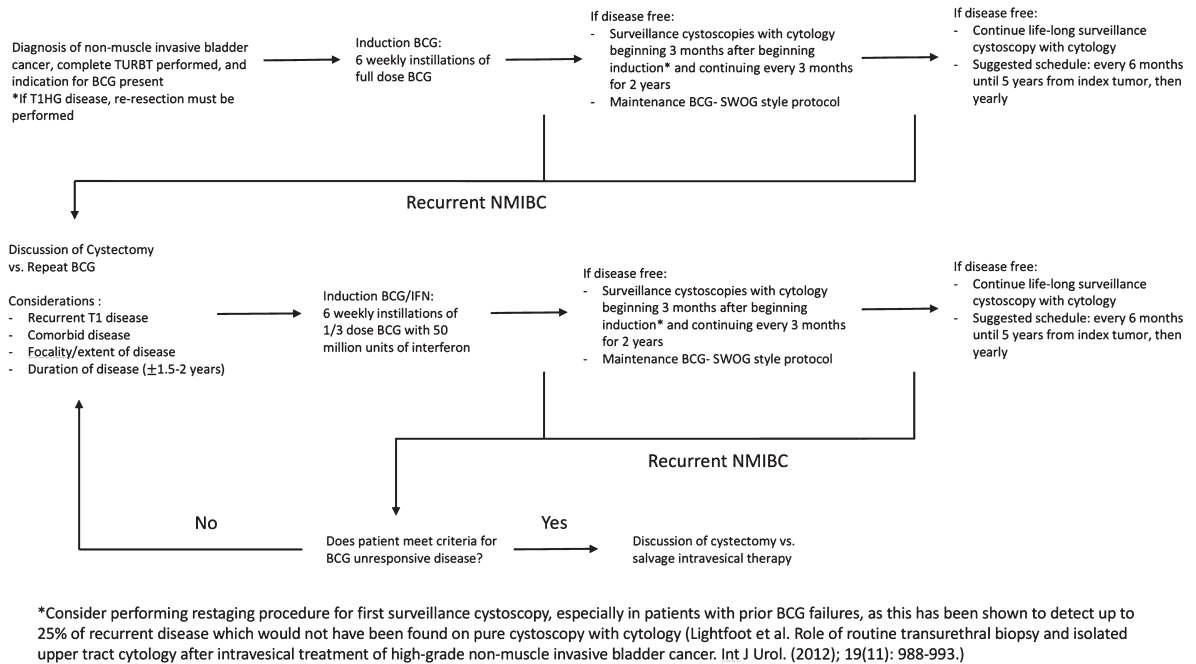 Diagnosis of non-muscle invasive bladder
cancer, complete TURBT performed, and
indication for BCG present
*If T1HG disease, re-resection must be
performed
Induction BCG:
6 weekly instillations of
full dose BCG
If disease free:
- Surveillance cystoscopies with cytology
beginning 3 months after beginning
induction* and continuing every 3 months
for 2 years
- Maintenance BCG- SWOG style protocol
If disease free:
- Continue life-long surveillance
cystoscopy with cytology
- Suggested schedule: every 6 months
until 5 years from index tumor, then
yearly
Recurrent NMIBC
Discussion of Cystectomy
vs. Repeat BCG
Considerations :
- Recurrent T1 disease
- Comorbid disease
- Focality/extent of disease
- Duration of disease (±1.5-2 years)
Induction BCG/IFN:
6 weekly instillations of
1/3 dose BCG with 50
million units of interferon
If disease free:
- Surveillance cystoscopies with cytology
beginning 3 months after beginning
induction* and continuing every 3 months
for 2 years
- Maintenance BCG- SWOG style protocol
If disease free:
- Continue life-long surveillance
cystoscopy with cytology
- Suggested schedule: every 6 months
until 5 years from index tumor, then
yearly
Recurrent NMIBC
No
Does patient meet criteria for
BCG unresponsive disease?
Yes
Discussion of cystectomy vs.
salvage intravesical therapy
*Consider performing restaging procedure for first surveillance cystoscopy, especially in patients with prior BCG failures, as this has been shown to detect up to
25% of recurrent disease which would not have been found on pure cystoscopy with cytology (Lightfoot et al. Role of routine transurethral biopsy and isolated
upper tract cytology after intravesical treatment of high-grade non-muscle invasive bladder cancer. Int J Urol. (2012); 19(11): 988-993.)